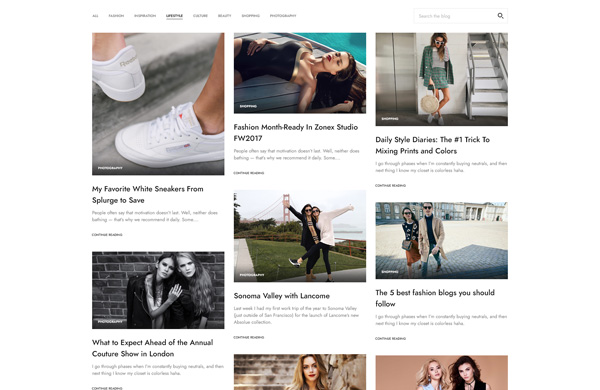 ALL FASHION INSPIRATION LIFESTYLE CULTURE BEAUTY SHOPPING PHOTOGRAPHY
Search the blog
Reebok
PHOTOGRAPHY
My Favorite White Sneakers From
Splurge to Save
People often say that motivation doesn't last. Well, neither does
bathing — that's why we recommend it daily. Some...
CONTINUE READING
PHOTOGRAPHY
What to Expect Ahead of the Annual
Couture Show in London
I go through phases when I'm constantly buying neutrals, and
next thing I know my closet is colorless haha.
CONTINUE READING
SHOPPING
Fashion Month-Ready In Zonex Studio
FW2017
People often say that motivation doesn't last. Well, neither does
bathing — that's why we recommend it daily. Some...
CONTINUE READING
PHOTOGRAPHY
Sonoma Valley with Lancome
Last week I had my first work trip of the year to Sonoma Valley
(just outside of San Francisco) for the launch of Lancome's new
Absolue collection.
CONTINUE READING
SHOPPING
Daily Style Diaries: The #1 Trick To
Mixing Prints and Colors
I go through phases when I'm constantly buying neutrals, and then
next thing I know my closet is colorless haha.
CONTINUE READING
SHOPPING
The 5 best fashion blogs you should
follow
I go through phases when I'm constantly buying neutrals, and then
next thing I know my closet is colorless haha.
CONTINUE READING